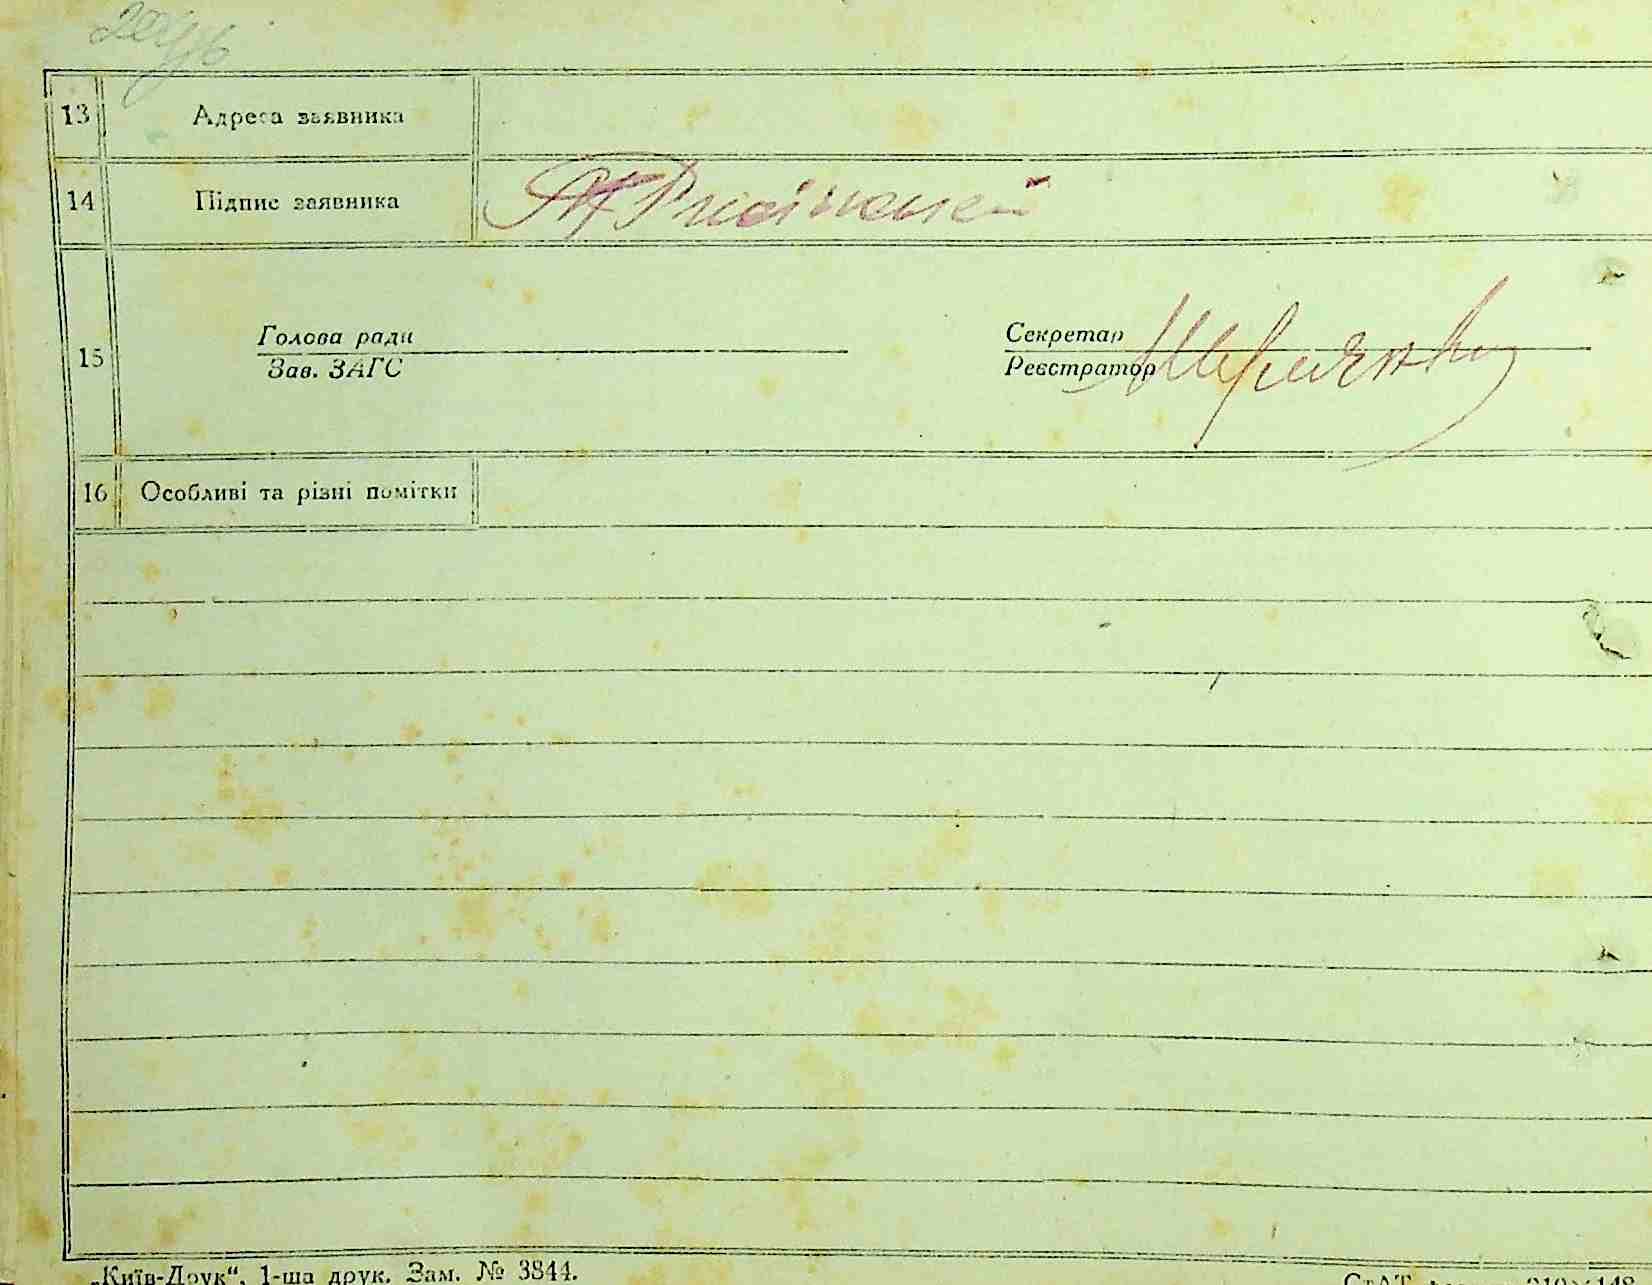 13 Адреса заявника
14 Підпис заявника
Голова ради
Секретар
15
Зав. ЗАГС
Реєстратор
16 Особливі та різні помітки
„Київ-Друк“, 1-ша друк. Зам. № 3844.